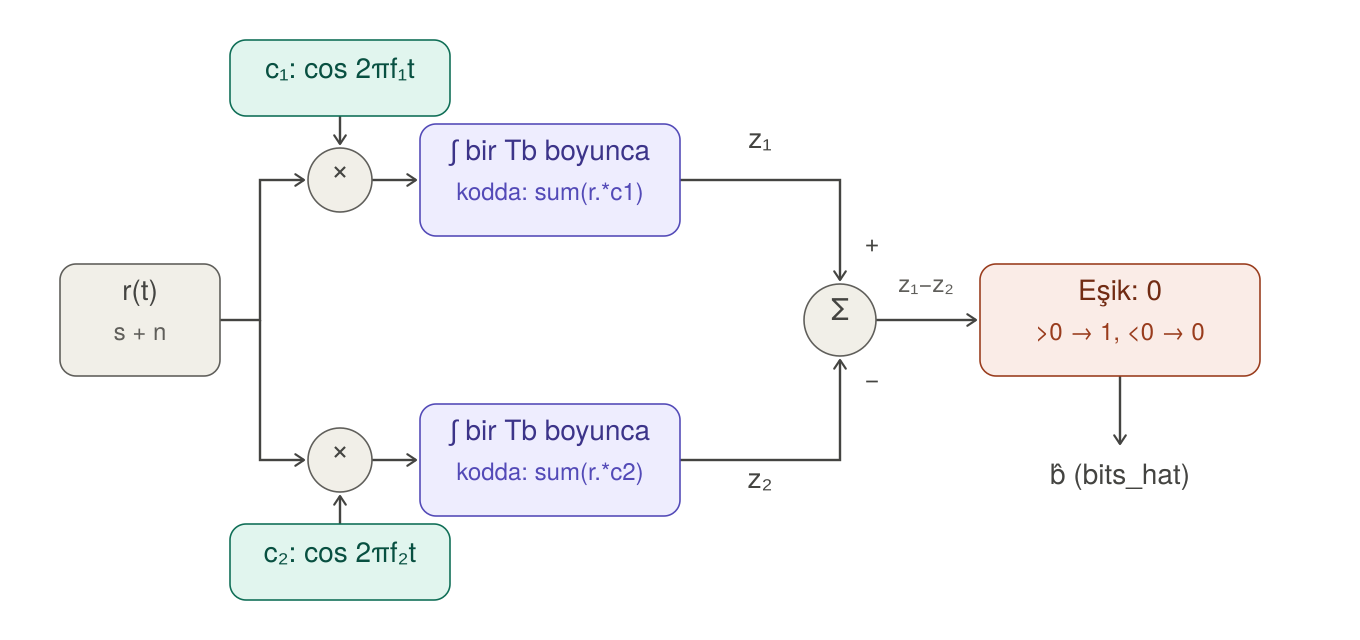 c₁: cos 2πf₁t
×
∫ bir Tb boyunca
kodda: sum(r.*c1)
z₁
+
r(t)
s + n
Σ
z₁−z₂
Eşik: 0
>0 → 1, <0 → 0
−
×
∫ bir Tb boyunca
kodda: sum(r.*c2)
z₂
b̂ (bits_hat)
c₂: cos 2πf₂t